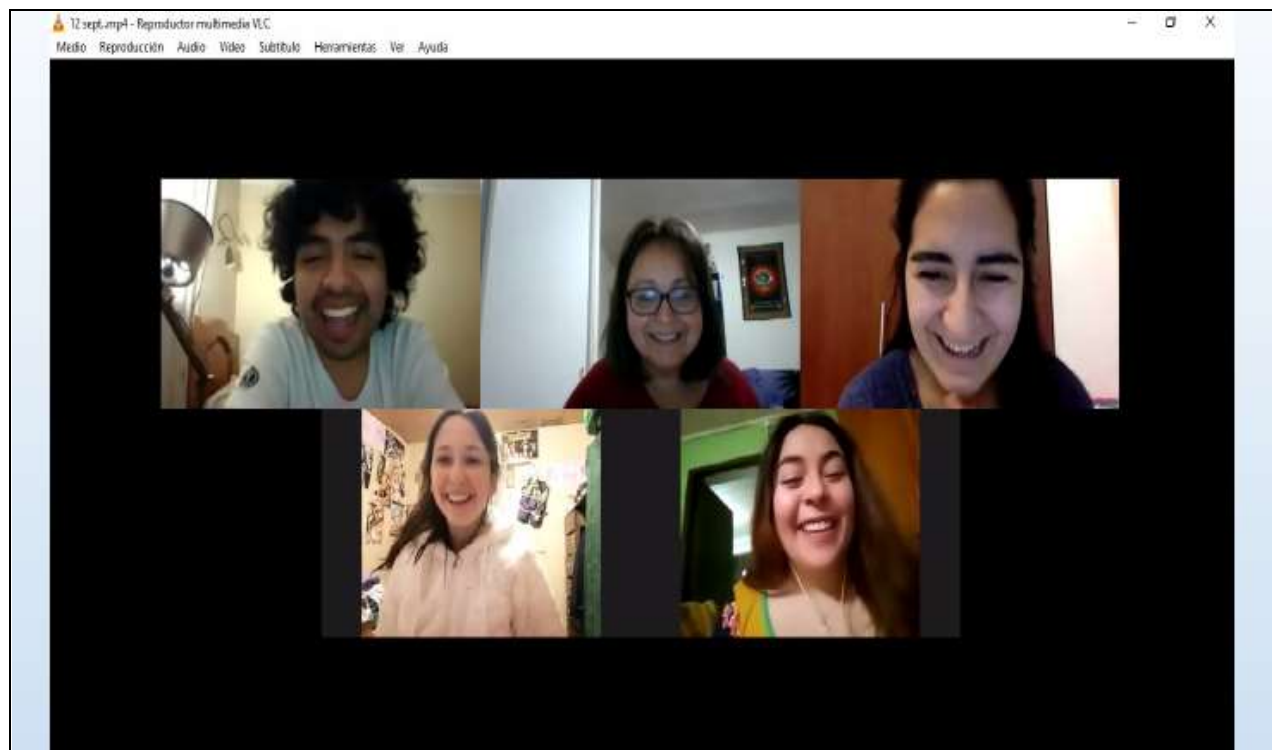 12 sept..mp4 - Reproductor multimedia VLC
Medio Reproducción Audio Video Subtítulo Herramientas Ver Ayuda